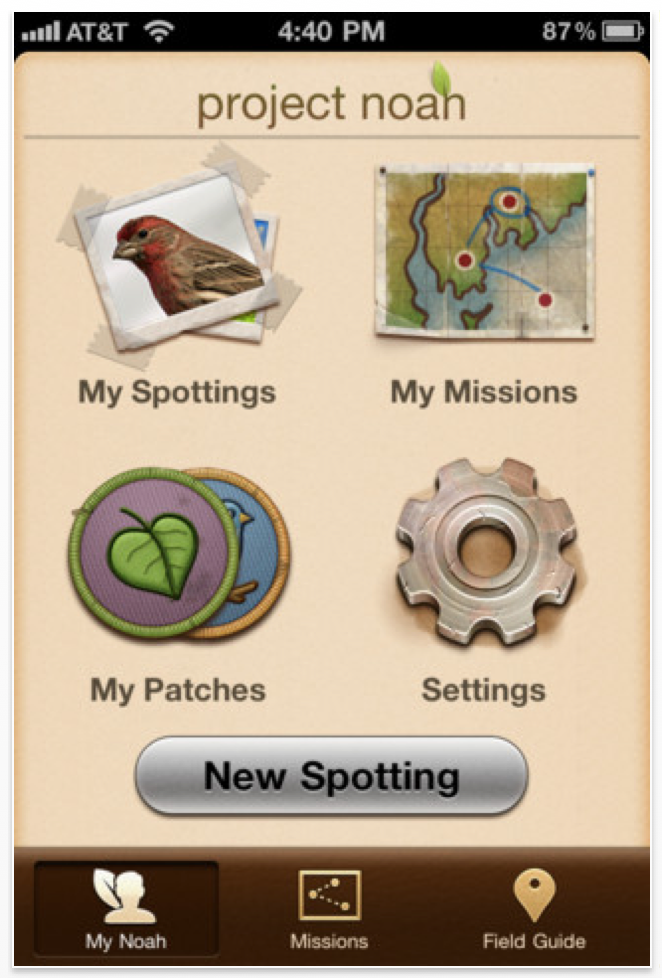 AT&T 4:40 PM 87%
project noah
My Spottings My Missions
My Patches Settings
New Spotting
My Noah Missions Field Guide